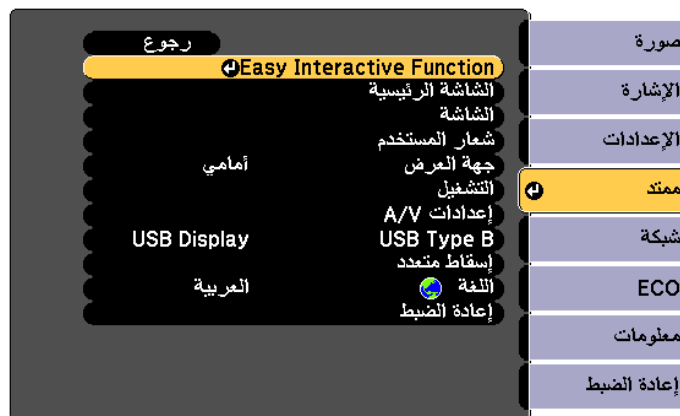 رجوع
Easy Interactive Function
الشاشة الرئيسية
الشاشة
شعار المستخدم
جهة العرض أمامي
التشغيل
إعدادات A/V
USB Type B USB Display
إسقاط متعدد
اللغة العربية
إعادة الضبط
صورة
الإشارة
الإعدادات
ممتد
شبكة
ECO
معلومات
إعادة الضبط